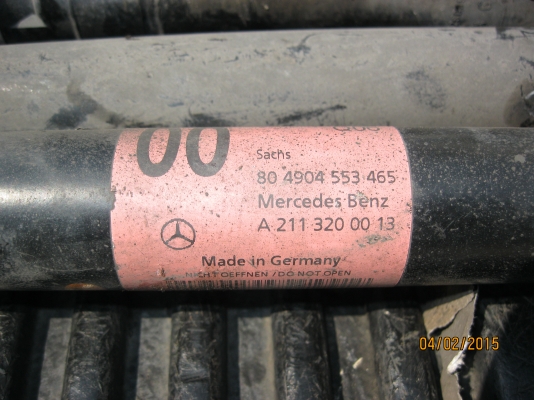 00
Sachs
80 4904 553 465
Mercedes Benz
A 211 320 00 13
Made in Germany
NICHT OEFFNEN / DO NOT OPEN
04/02/2015